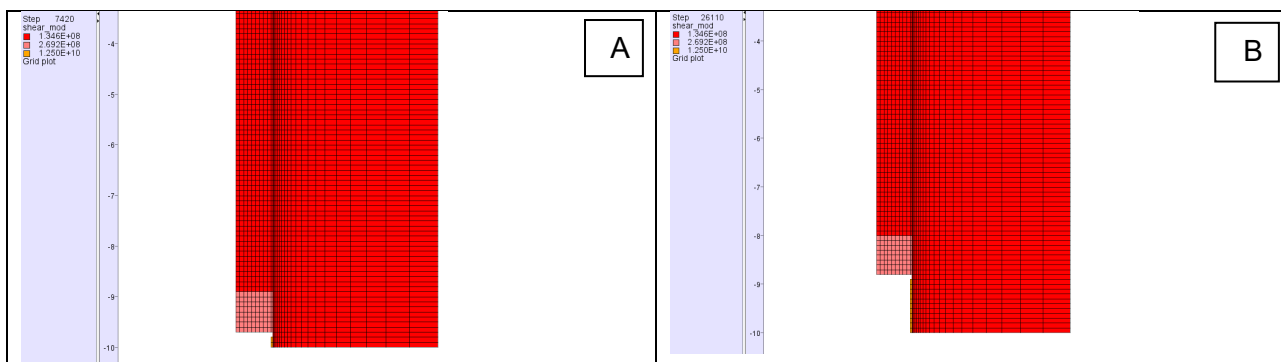 Step 7420
shear_mod
1.346E+08
2.692E+08
1.250E+10
Grid plot
-4
-5
-6
-7
-8
-9
-10
A
Step 26110
shear_mod
1.346E+08
2.692E+08
1.250E+10
Grid plot
-4
-5
-6
-7
-8
-9
-10
B